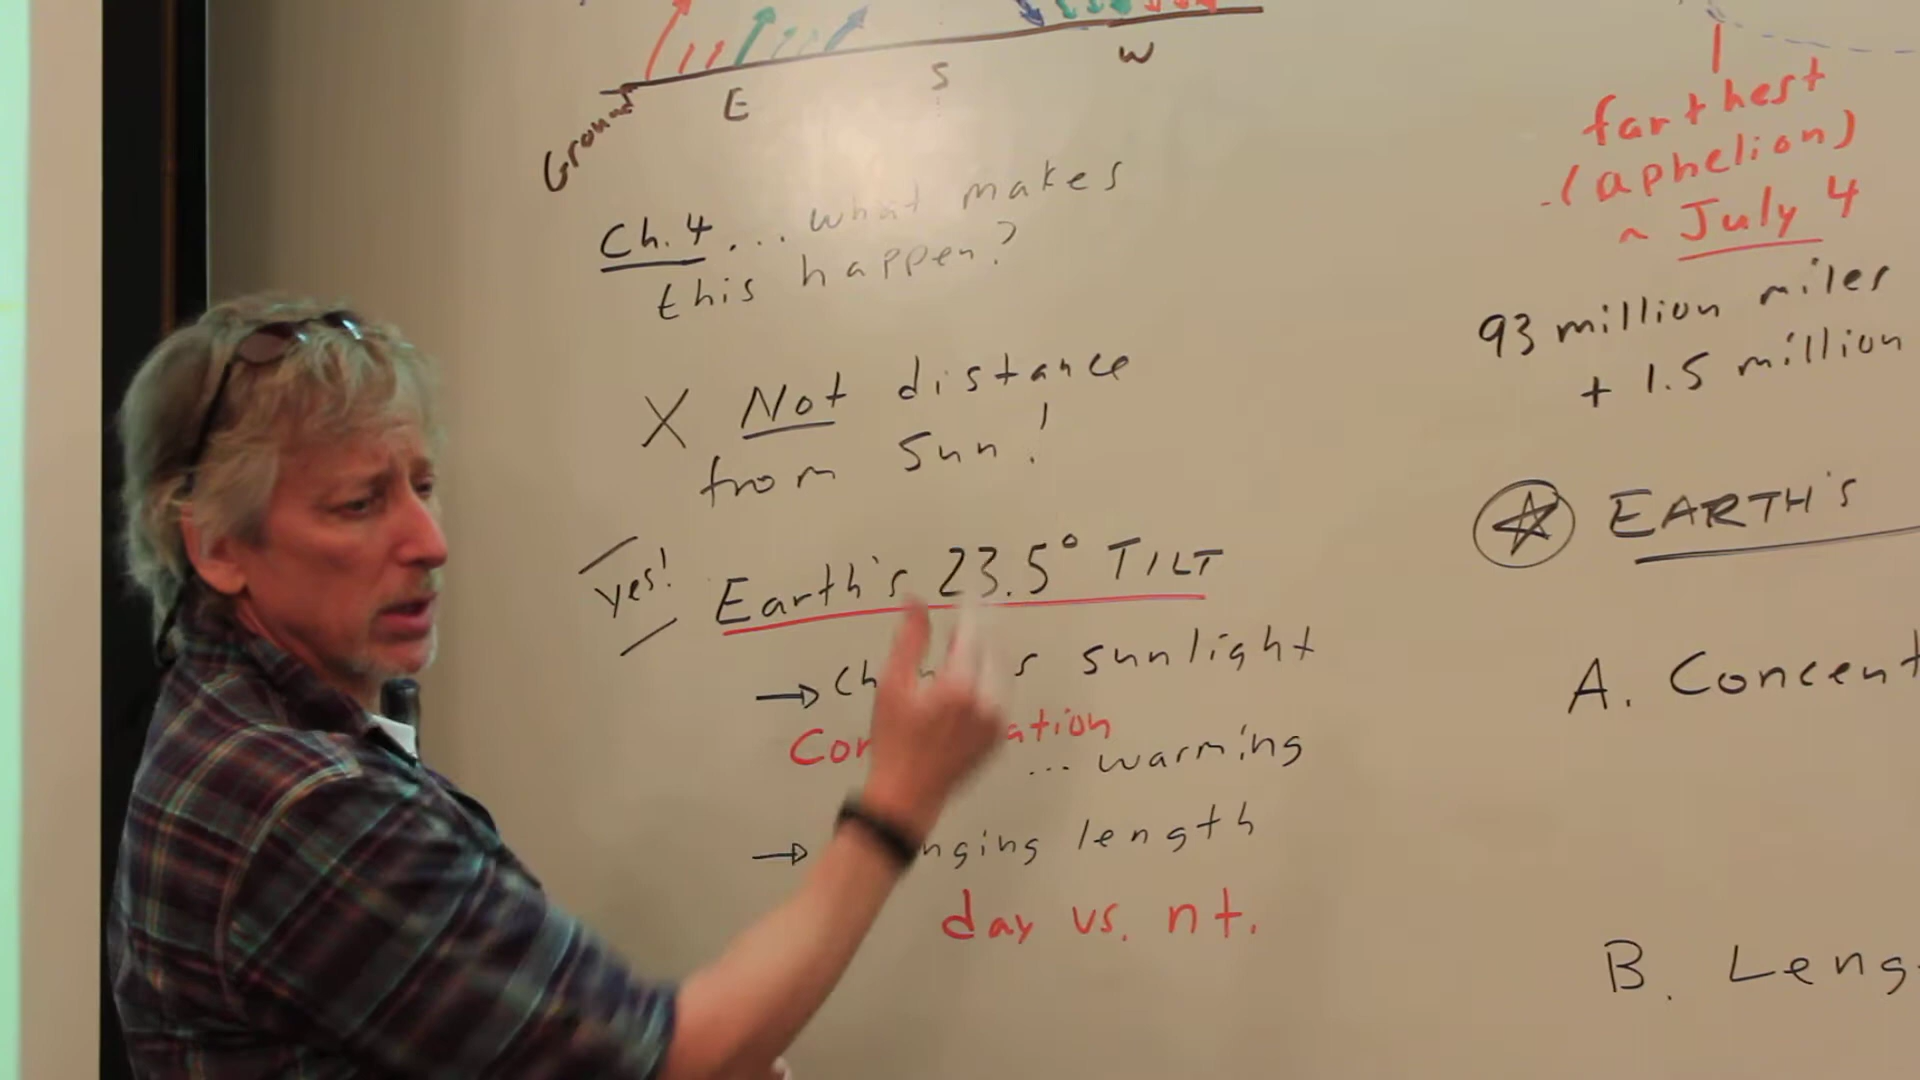 E
S
W
Ground
Ch. 4 ... what makes
this happen?
X Not distance
from Sun!
yes! Earth's 23.5° TILT
→ sunlight
... warming
→ length
day vs. nt.
farthest
(aphelion)
~ July 4
93 million miles
+ 1.5 million
EARTH's
A. Concent
B. Leng